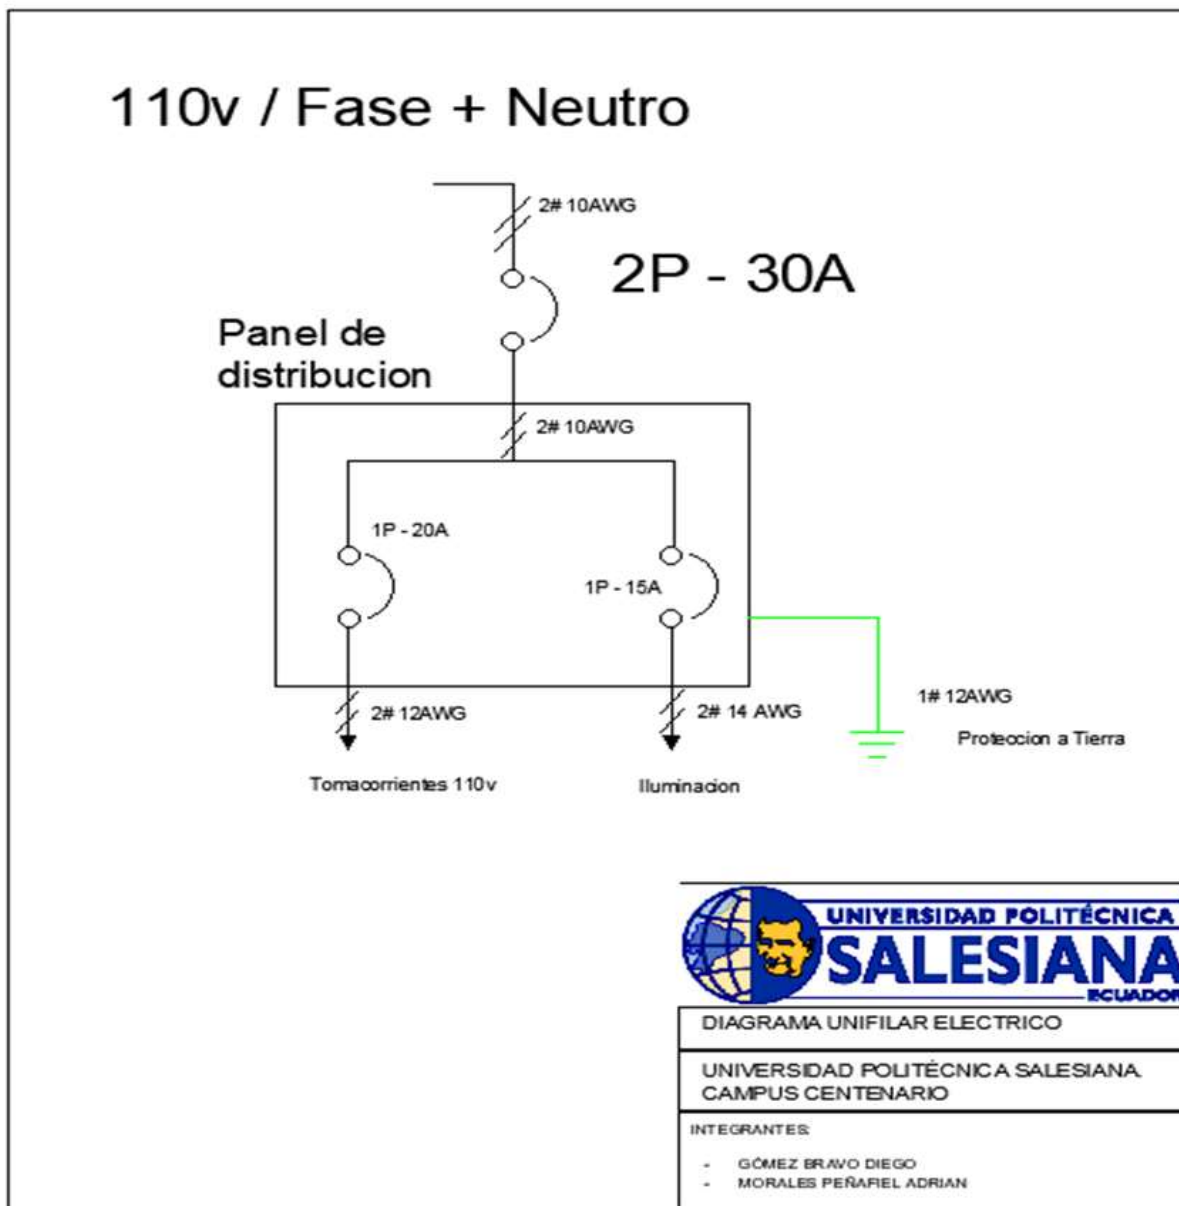 110v / Fase + Neutro
2# 10AWG
2P - 30A
Panel de
distribucion
2# 10AWG
1P - 20A
1P - 15A
2# 12AWG
2# 14 AWG
1# 12AWG
Proteccion a Tierra
Tomacorrientes 110v
Iluminacion
UNIVERSIDAD POLITÉCNICA
SALESIANA
ECUADOR
DIAGRAMA UNIFILAR ELECTRICO
UNIVERSIDAD POLITÉCNICA SALESIANA.
CAMPUS CENTENARIO
INTEGRANTES:
- GÓMEZ BRAVO DIEGO
- MORALES PEÑAFIEL ADRIAN